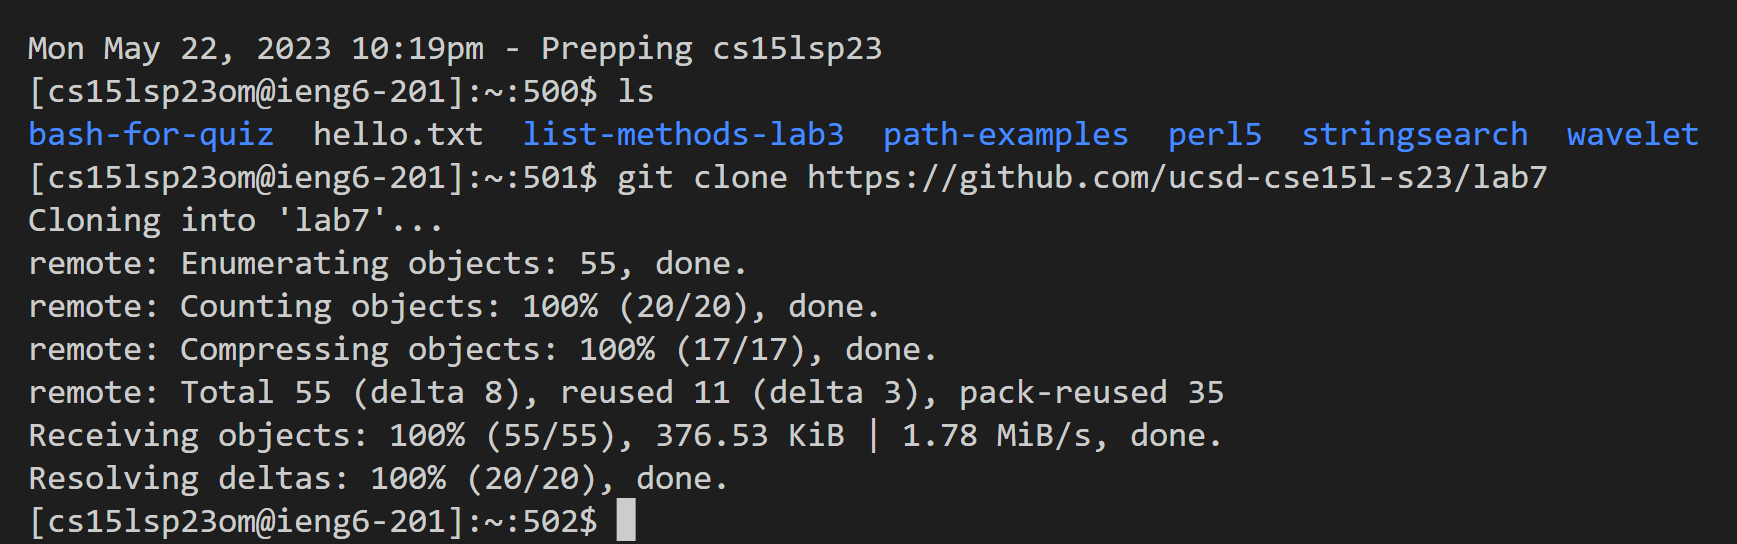 Mon May 22, 2023 10:19pm - Prepping cs15lsp23
[cs15lsp23om@ieng6-201]:~:500$ ls
bash-for-quiz  hello.txt  list-methods-lab3  path-examples  perl5  stringsearch  wavelet
[cs15lsp23om@ieng6-201]:~:501$ git clone https://github.com/ucsd-cse15l-s23/lab7
Cloning into 'lab7'...
remote: Enumerating objects: 55, done.
remote: Counting objects: 100% (20/20), done.
remote: Compressing objects: 100% (17/17), done.
remote: Total 55 (delta 8), reused 11 (delta 3), pack-reused 35
Receiving objects: 100% (55/55), 376.53 KiB | 1.78 MiB/s, done.
Resolving deltas: 100% (20/20), done.
[cs15lsp23om@ieng6-201]:~:502$